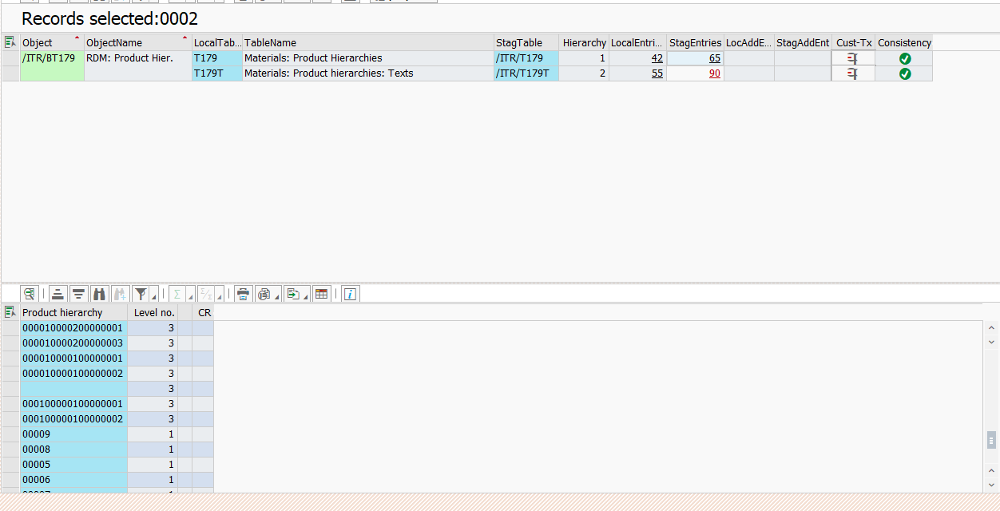 Records selected:0002
Object ObjectName LocalTab... TableName StagTable Hierarchy LocalEntri... StagEntries LocAddE... StagAddEnt Cust-Tx Consistency
/ITR/BT179 RDM: Product Hier. T179 Materials: Product Hierarchies /ITR/T179 1 42 65
T179T Materials: Product hierarchies: Texts /ITR/T179T 2 55 90
Product hierarchy Level no. CR
000010000200000001 3
000010000200000003 3
000010000100000001 3
000010000100000002 3
3
000100000100000001 3
000100000100000002 3
00009 1
00008 1
00005 1
00006 1